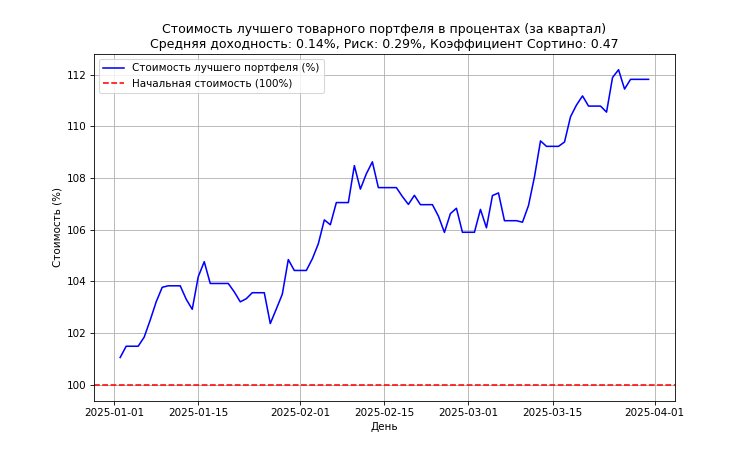 Стоимость лучшего товарного портфеля в процентах (за квартал)
Средняя доходность: 0.14%, Риск: 0.29%, Коэффициент Сортино: 0.47
Стоимость лучшего портфеля (%)
Начальная стоимость (100%)
Стоимость (%)
112
110
108
106
104
102
100
2025-01-01
2025-01-15
2025-02-01
2025-02-15
2025-03-01
2025-03-15
2025-04-01
День